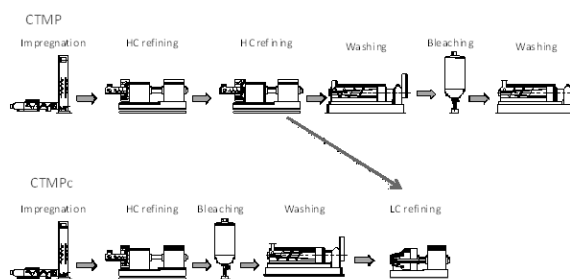 CTMP
Impregnation HC refining HC refining Washing Bleaching Washing
CTMPc
Impregnation HC refining Bleaching Washing LC refining